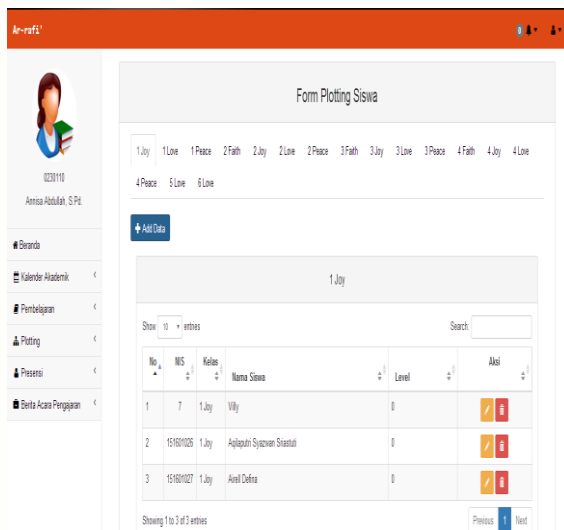 Ar-rafi'
0
Form Plotting Siswa
1 Joy 1 Love 1 Peace 2 Faith 2 Joy 2 Love 2 Peace 3 Faith 3 Joy 3 Love 3 Peace 4 Faith 4 Joy 4 Love
4 Peace 5 Love 6 Love
0230110
Annisa Abdullah, S.Pd.
Beranda
Kalender Akademik
Pembelajaran
Plotting
Presensi
Berita Acara Pengajaran
Add Data
1 Joy
Show 10 entries Search:
No NIS Kelas Nama Siswa Level Aksi
1 7 1 Joy Villy 0
2 151601026 1 Joy Aqilaputri Syazwan Sriastuti 0
3 151601027 1 Joy Airell Defina 0
Showing 1 to 3 of 3 entries Previous 1 Next